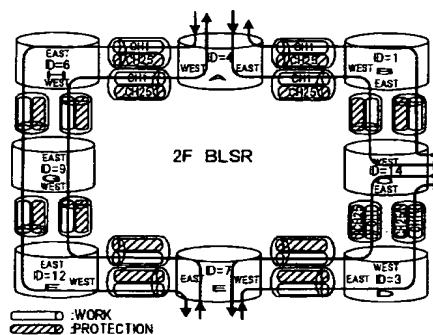 EAST
ID=6
H
WEST
CH1
CH25
CH1
CH25
ID=4
WEST
EAST
A
CH1
CH25
CH1
CH25
WEST
ID=1
B
EAST
2F BLSR
EAST
ID=9
G
WEST
WEST
ID=14
EAST
EAST
ID=12
WEST
F
EAST
ID=7
WEST
E
EAST
WEST
ID=3
D
:WORK
:PROTECTION